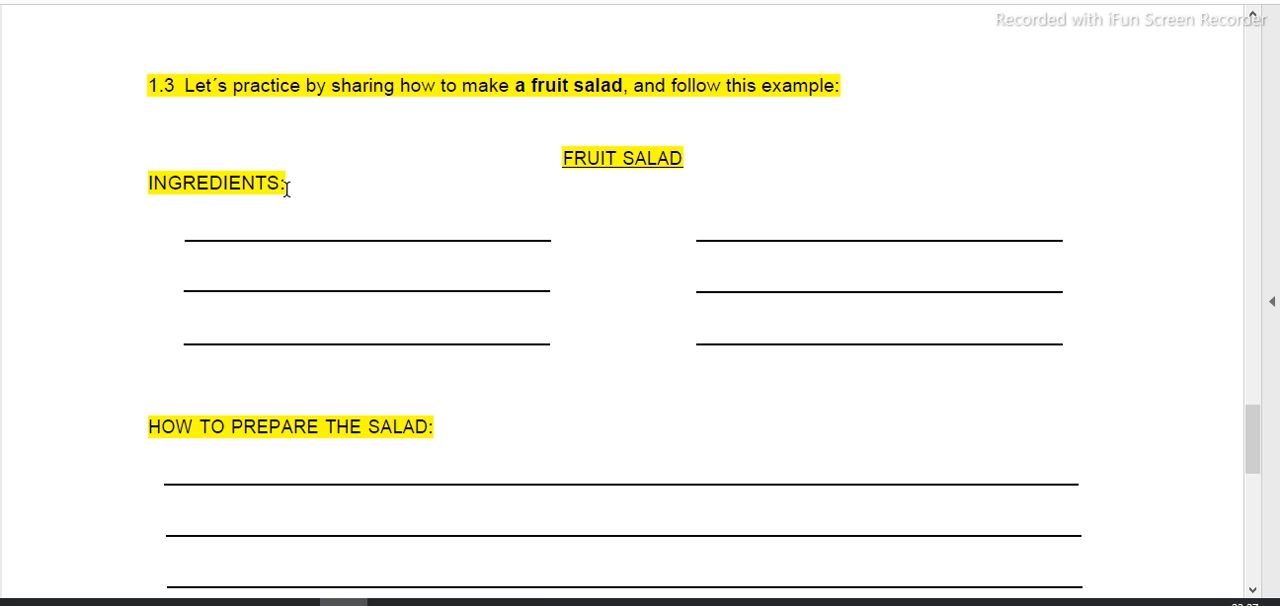 Recorded with iFun Screen Recorder
1.3 Let´s practice by sharing how to make a fruit salad, and follow this example:
FRUIT SALAD
INGREDIENTS:
HOW TO PREPARE THE SALAD: